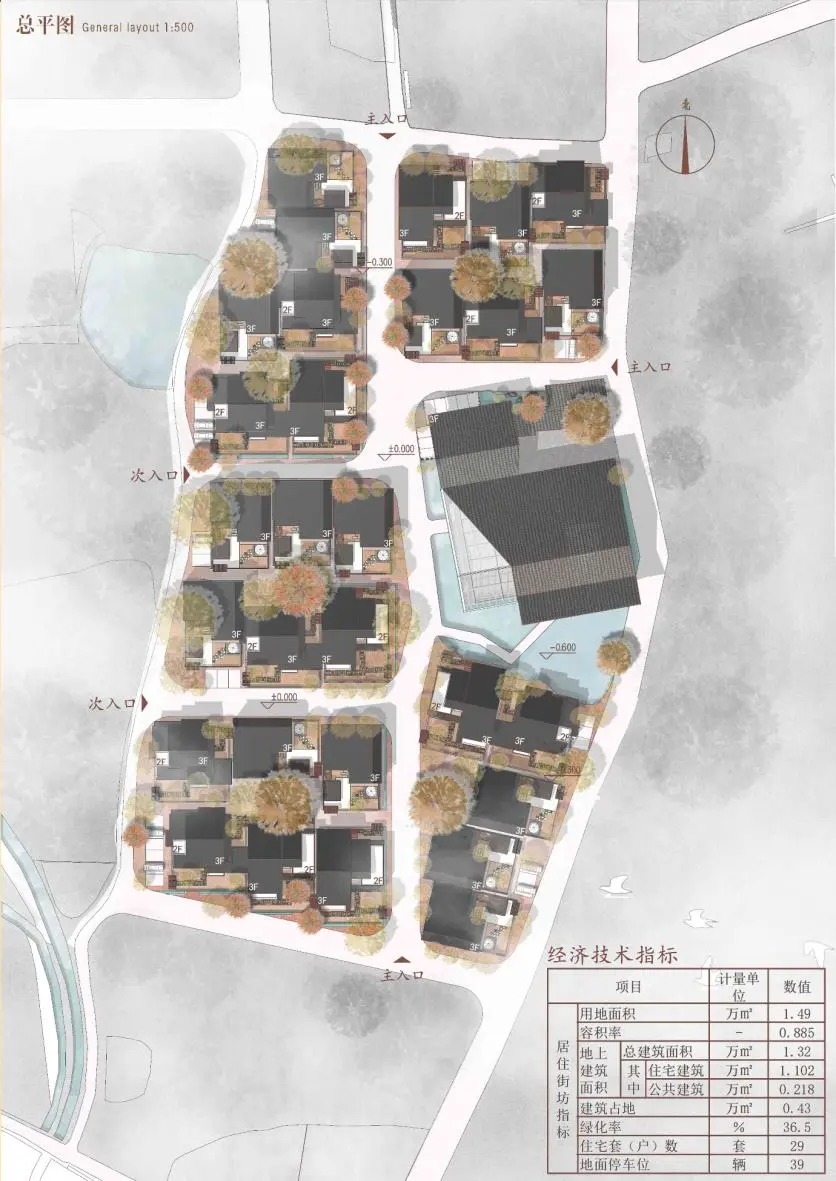 总平图 General layout 1:500
主入口
北
3F
2F
3F
2F
3F
3F
-0.300
2F
3F
3F
3F
2F
3F
3F
主入口
2F
3F
3F
2F
3F
±0.000
次入口
3F
3F
3F
3F
2F
2F
3F
3F
-0.600
次入口
±0.000
2F
3F
3F
2F
3F
3F
2F
3F
3F
2F
3F
3F
2F
3F
2F
2F
3F
3F
3F
主入口
经济技术指标
项目 计量单位 数值
居住街坊指标
用地面积 万㎡ 1.49
容积率 - 0.885
地上建筑面积 总建筑面积 万㎡ 1.32
其中 住宅建筑 万㎡ 1.102
公共建筑 万㎡ 0.218
建筑占地 万㎡ 0.43
绿化率 % 36.5
住宅套（户）数 套 29
地面停车位 辆 39